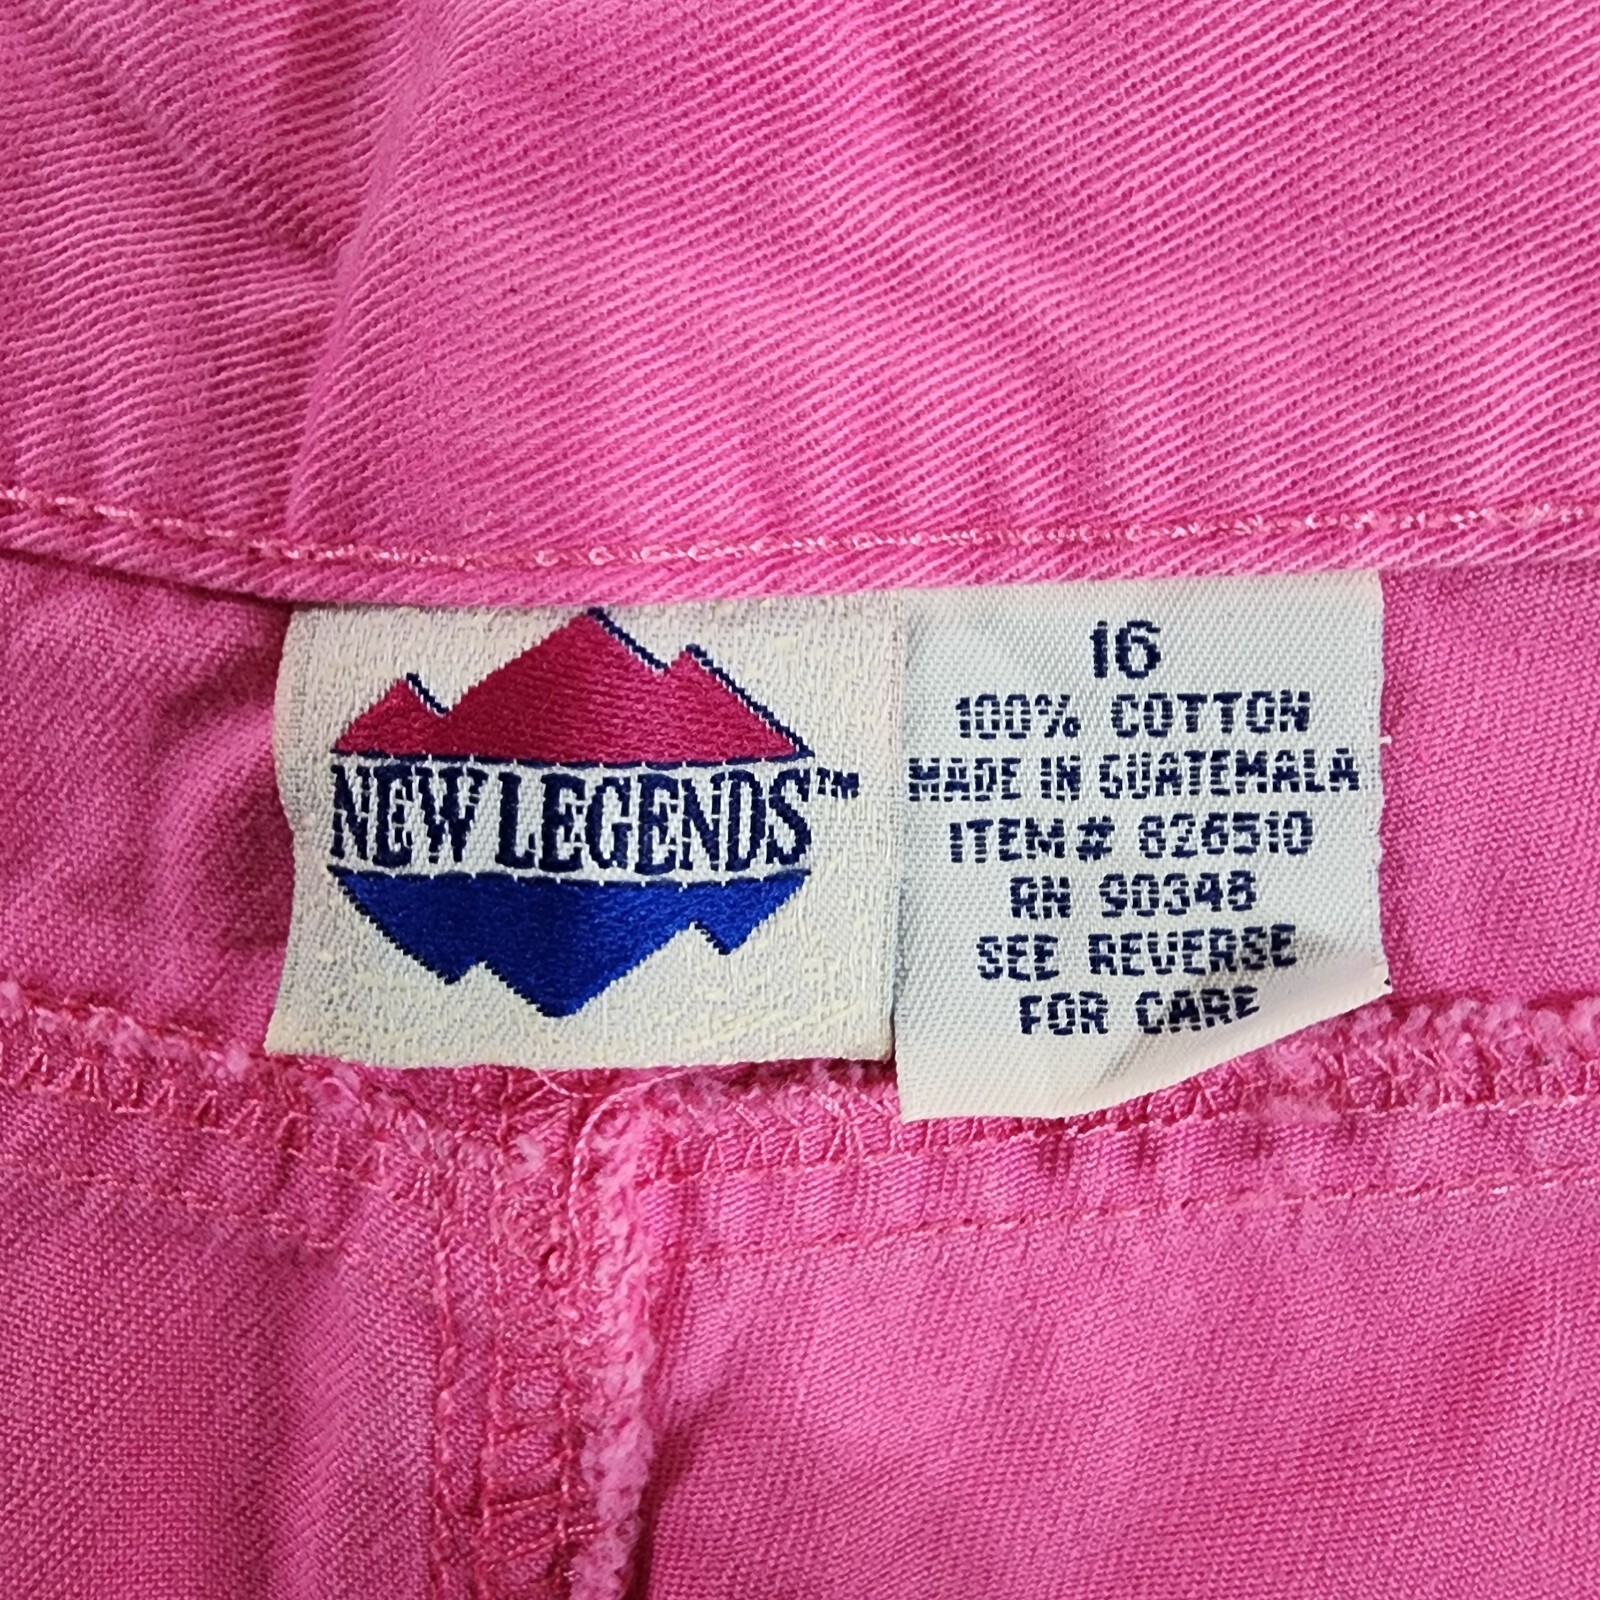 NEW LEGENDS™
16
100% COTTON
MADE IN GUATEMALA
ITEM# 826510
RN 90348
SEE REVERSE
FOR CARE